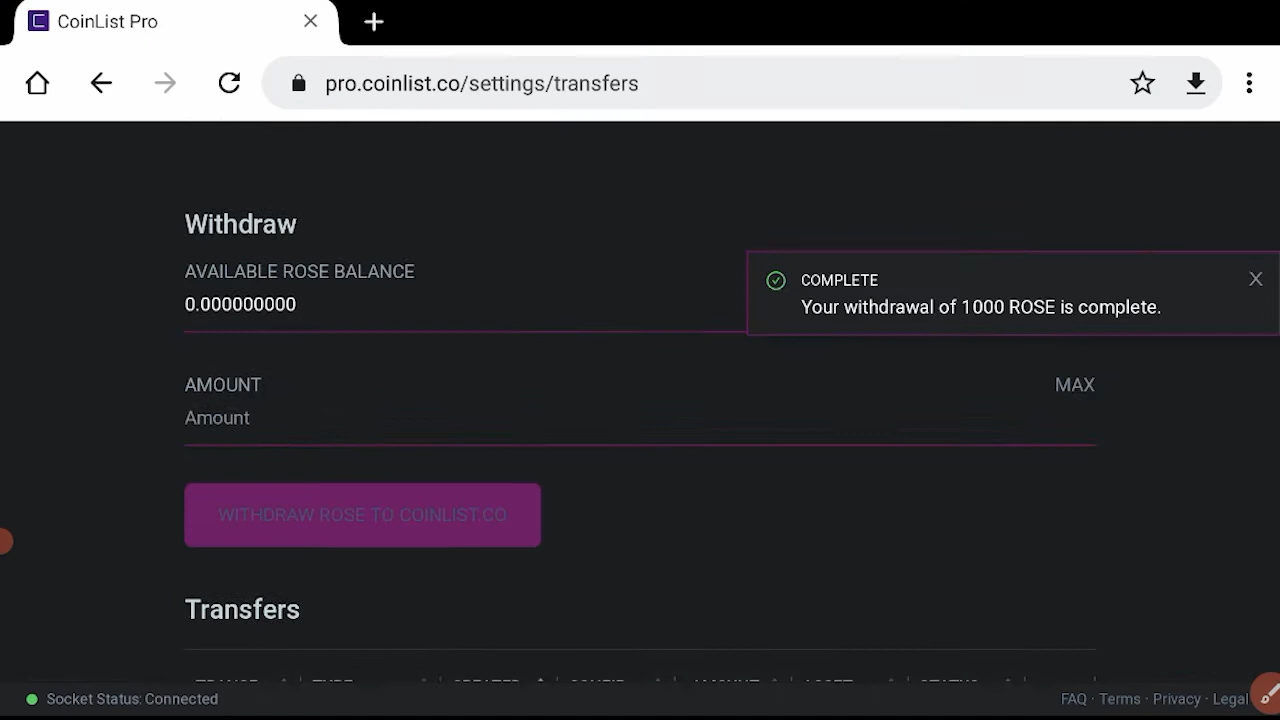 CoinList Pro
pro.coinlist.co/settings/transfers
Withdraw
AVAILABLE ROSE BALANCE
0.000000000
COMPLETE
Your withdrawal of 1000 ROSE is complete.
AMOUNT
MAX
Amount
WITHDRAW ROSE TO COINLIST.CO
Transfers
Socket Status: Connected
FAQ · Terms · Privacy · Legal